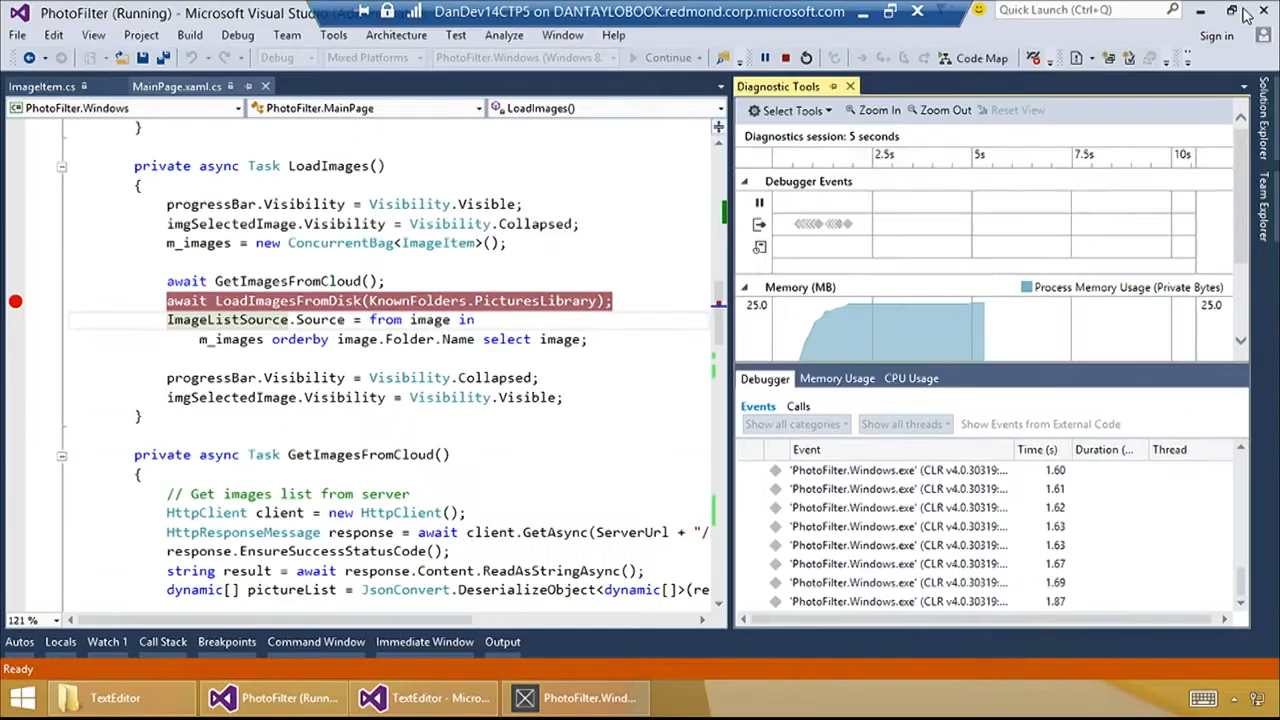 PhotoFilter (Running) - Microsoft Visual Studio
DanDev14CTP5 on DANTAYLOBOOK.redmond.corp.microsoft.com
Quick Launch (Ctrl+Q)
File Edit View Project Build Debug Team Tools Architecture Test Analyze Window Help
Sign in
Debug Mixed Platforms PhotoFilter.Windows (Windows 8. Continue Code Map
ImageItem.cs MainPage.xaml.cs
PhotoFilter.Windows PhotoFilter.MainPage LoadImages()
}
private async Task LoadImages()
{
progressBar.Visibility = Visibility.Visible;
imgSelectedImage.Visibility = Visibility.Collapsed;
m_images = new ConcurrentBag<ImageItem>();
await GetImagesFromCloud();
await LoadImagesFromDisk(KnownFolders.PicturesLibrary);
ImageListSource.Source = from image in
m_images orderby image.Folder.Name select image;
progressBar.Visibility = Visibility.Collapsed;
imgSelectedImage.Visibility = Visibility.Visible;
}
private async Task GetImagesFromCloud()
{
// Get images list from server
HttpClient client = new HttpClient();
HttpResponseMessage response = await client.GetAsync(ServerUrl + "/
response.EnsureSuccessStatusCode();
string result = await response.Content.ReadAsStringAsync();
dynamic[] pictureList = JsonConvert.DeserializeObject<dynamic[]>(re
121 %
Diagnostic Tools
Select Tools Zoom In Zoom Out Reset View
Diagnostics session: 5 seconds
2.5s 5s 7.5s 10s
Debugger Events
Memory (MB) Process Memory Usage (Private Bytes)
25.0 25.0
Debugger Memory Usage CPU Usage
Events Calls
Show all categories Show all threads Show Events from External Code
Event Time (s) Duration (... Thread
'PhotoFilter.Windows.exe' (CLR v4.0.30319:... 1.60
'PhotoFilter.Windows.exe' (CLR v4.0.30319:... 1.61
'PhotoFilter.Windows.exe' (CLR v4.0.30319:... 1.62
'PhotoFilter.Windows.exe' (CLR v4.0.30319:... 1.63
'PhotoFilter.Windows.exe' (CLR v4.0.30319:... 1.63
'PhotoFilter.Windows.exe' (CLR v4.0.30319:... 1.67
'PhotoFilter.Windows.exe' (CLR v4.0.30319:... 1.69
'PhotoFilter.Windows.exe' (CLR v4.0.30319:... 1.87
Solution Explorer
Team Explorer
Autos Locals Watch 1 Call Stack Breakpoints Command Window Immediate Window Output
Ready
TextEditor PhotoFilter (Runn... TextEditor - Micro... PhotoFilter.Wind...